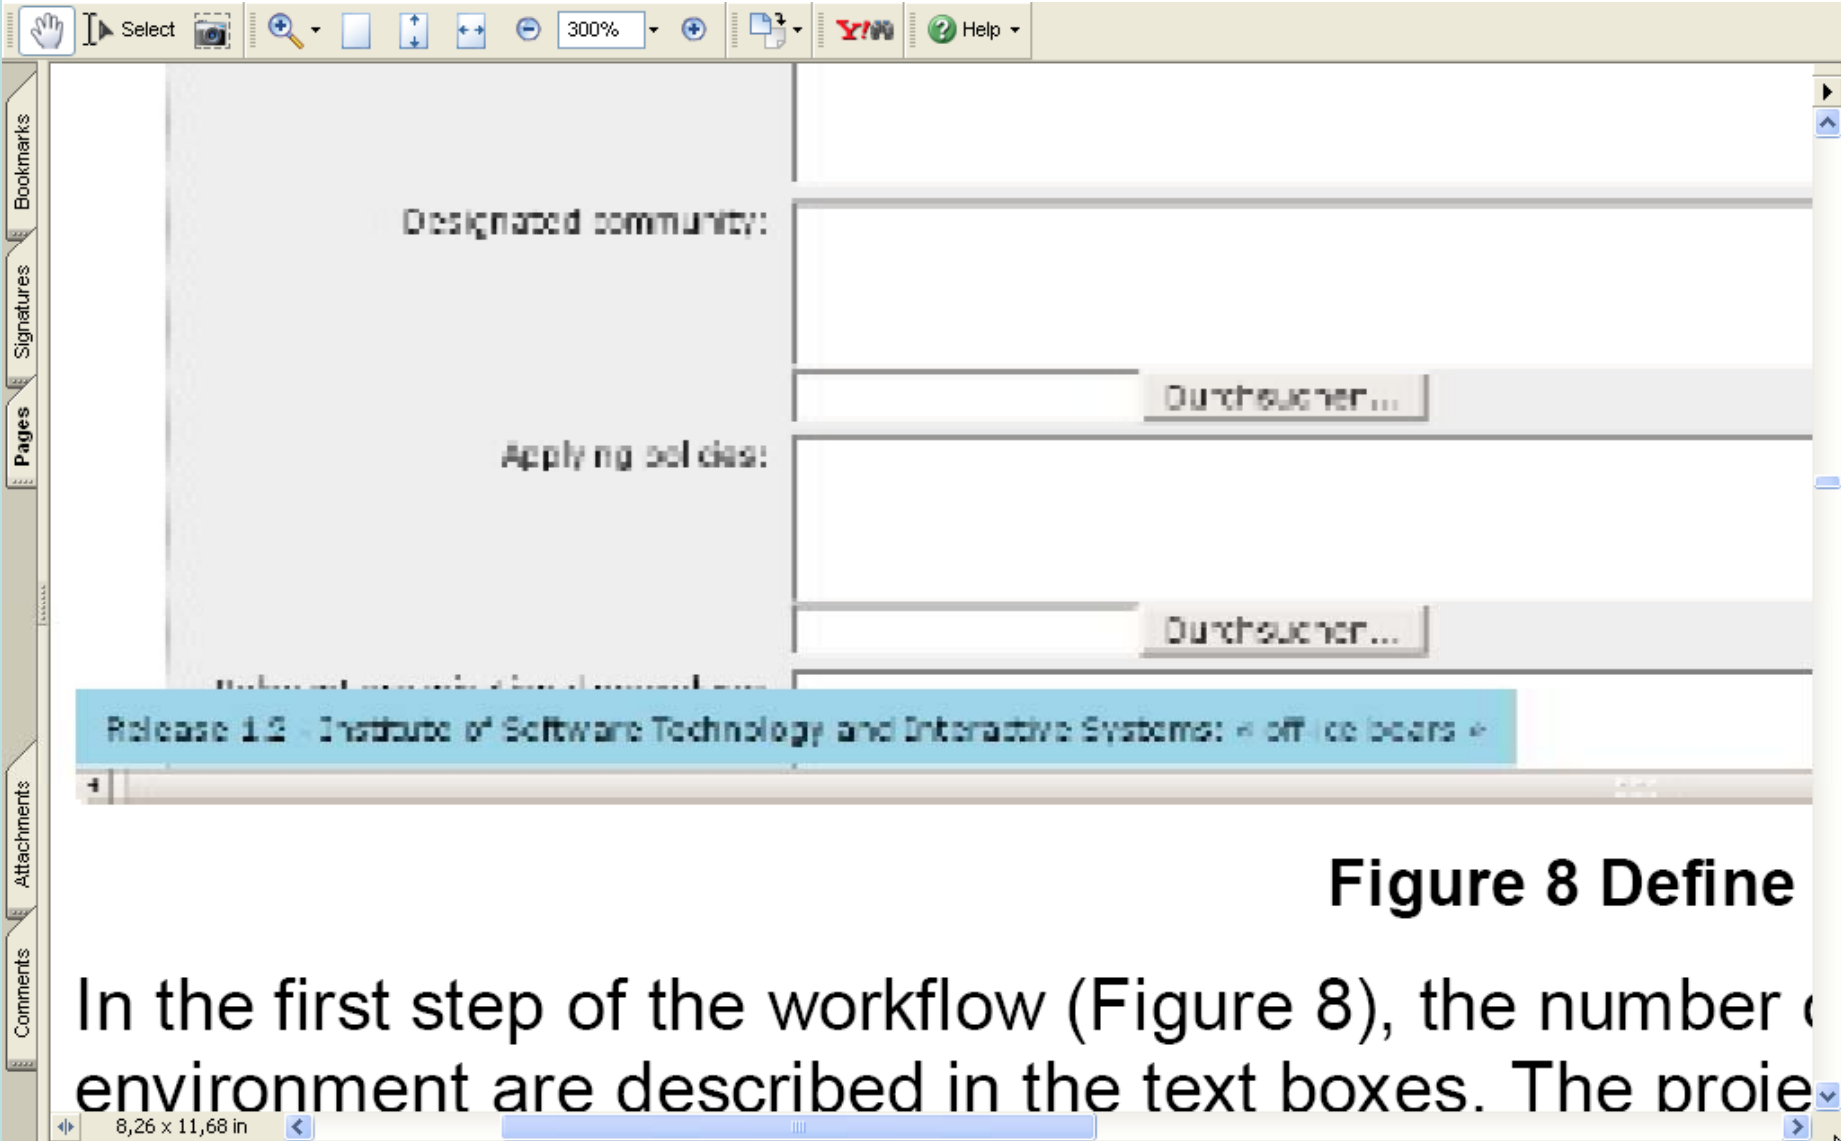 Select
300%
Y!
Help
Bookmarks
Signatures
Pages
Attachments
Comments
Designated community:
Durchsuchen...
Applying policies:
Durchsuchen...
Release 1.2 - Institute of Software Technology and Interactive Systems: « office bears »
Figure 8 Define
In the first step of the workflow (Figure 8), the number
environment are described in the text boxes. The proje
8,26 x 11,68 in